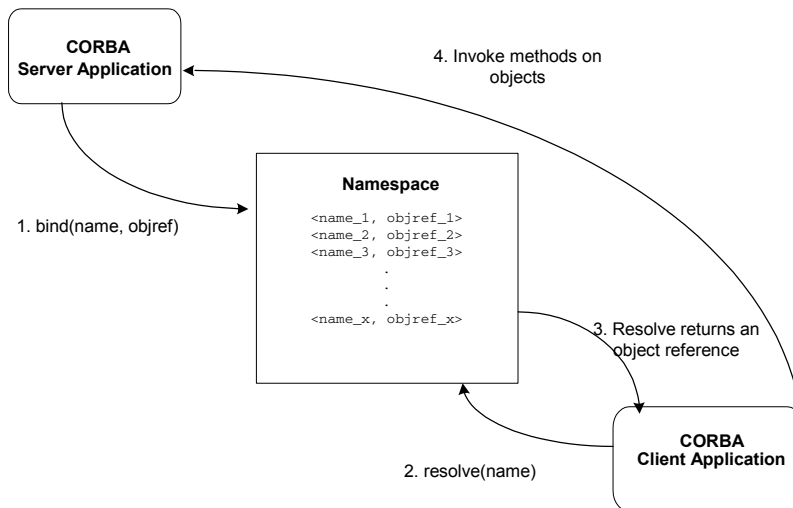 CORBA
Server Application
4. Invoke methods on
objects
Namespace
1. bind(name, objref)
<name_1, objref_1>
<name_2, objref_2>
<name_3, objref_3>
.
.
.
<name_x, objref_x>
3. Resolve returns an
object reference
2. resolve(name)
CORBA
Client Application